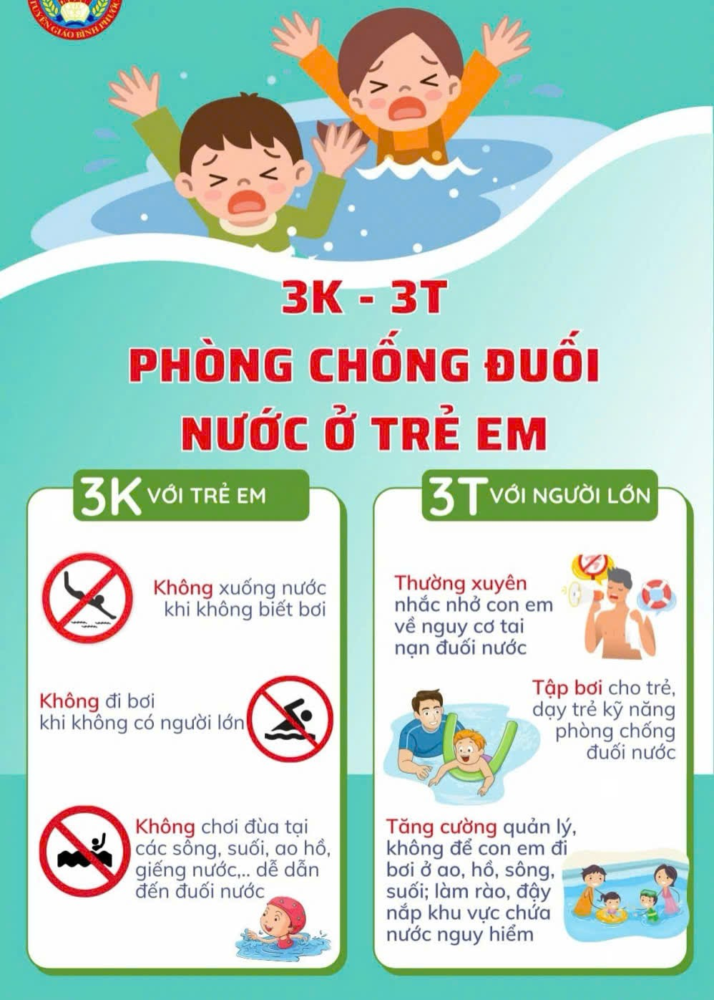 TUYÊN GIÁO BÌNH PHƯỚC
3K - 3T
PHÒNG CHỐNG ĐUỐI
NƯỚC Ở TRẺ EM
3K VỚI TRẺ EM
Không xuống nước
khi không biết bơi
Không đi bơi
khi không có người lớn
Không chơi đùa tại
các sông, suối, ao hồ,
giếng nước,.. dễ dẫn
đến đuối nước
3T VỚI NGƯỜI LỚN
Thường xuyên
nhắc nhở con em
về nguy cơ tai
nạn đuối nước
Tập bơi cho trẻ,
dạy trẻ kỹ năng
phòng chống
đuối nước
Tăng cường quản lý,
không để con em đi
bơi ở ao, hồ, sông,
suối; làm rào, đậy
nắp khu vực chứa
nước nguy hiểm